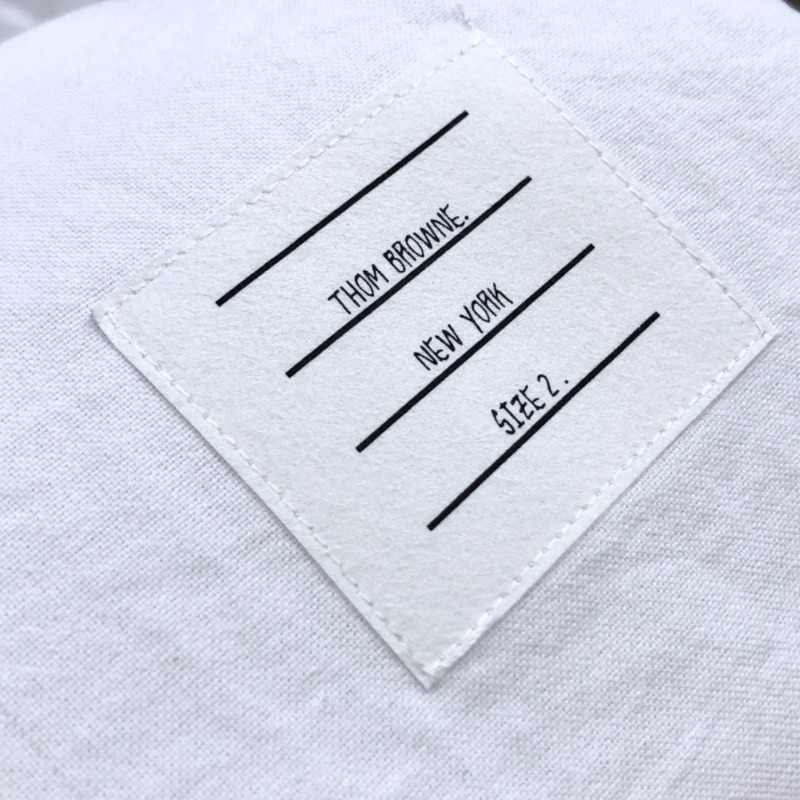 THOM BROWNE.
NEW YORK
SIZE 2.